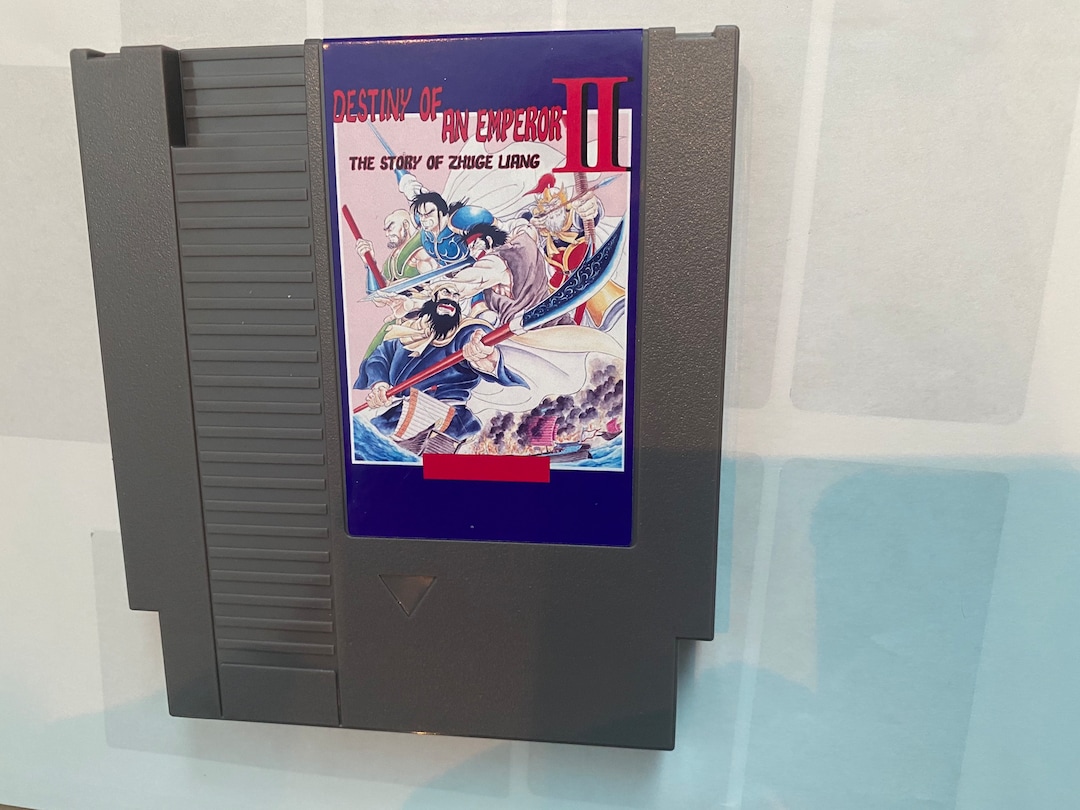 DESTINY OF
AN EMPEROR II
THE STORY OF ZHUGE LIANG